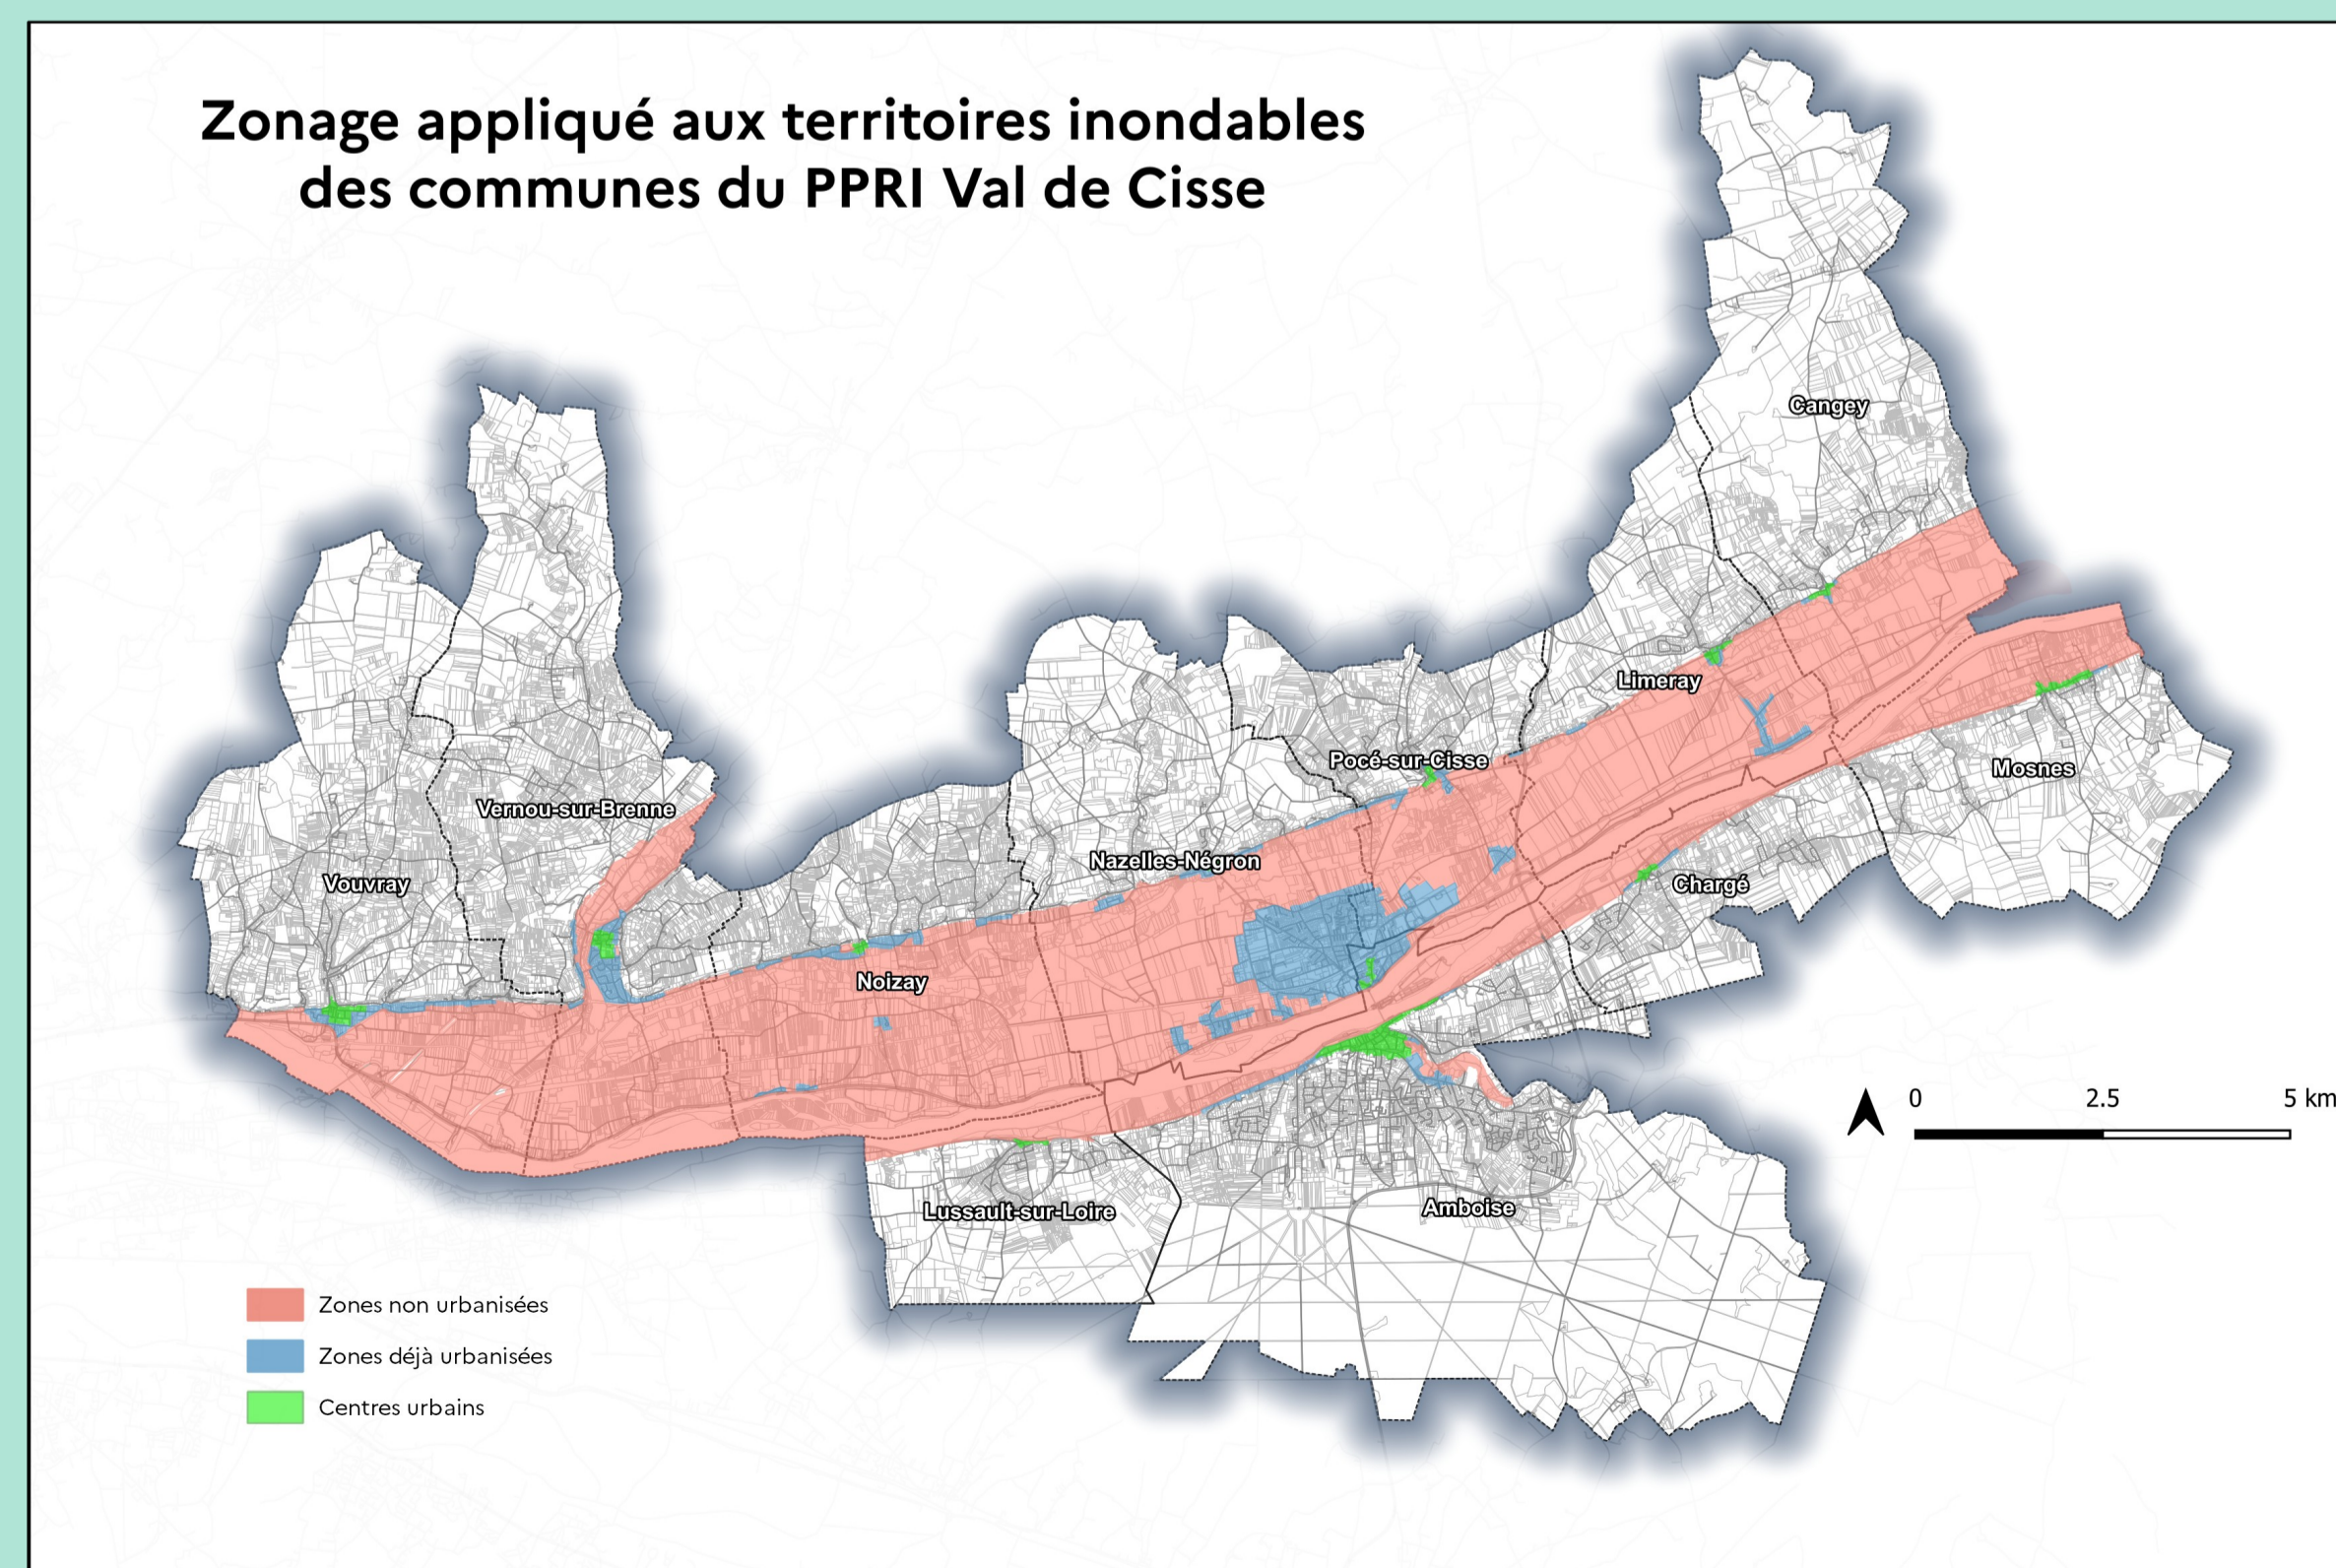 Zonage appliqué aux territoires inondables
des communes du PPRI Val de Cisse
Cangey
Limeray
Pocé-sur-Cisse
Mosnes
Vernou-sur-Brenne
Nazelles-Négron
Vouvray
Chargé
Noizay
0 2.5 5 km
Lussault-sur-Loire
Amboise
Zones non urbanisées
Zones déjà urbanisées
Centres urbains